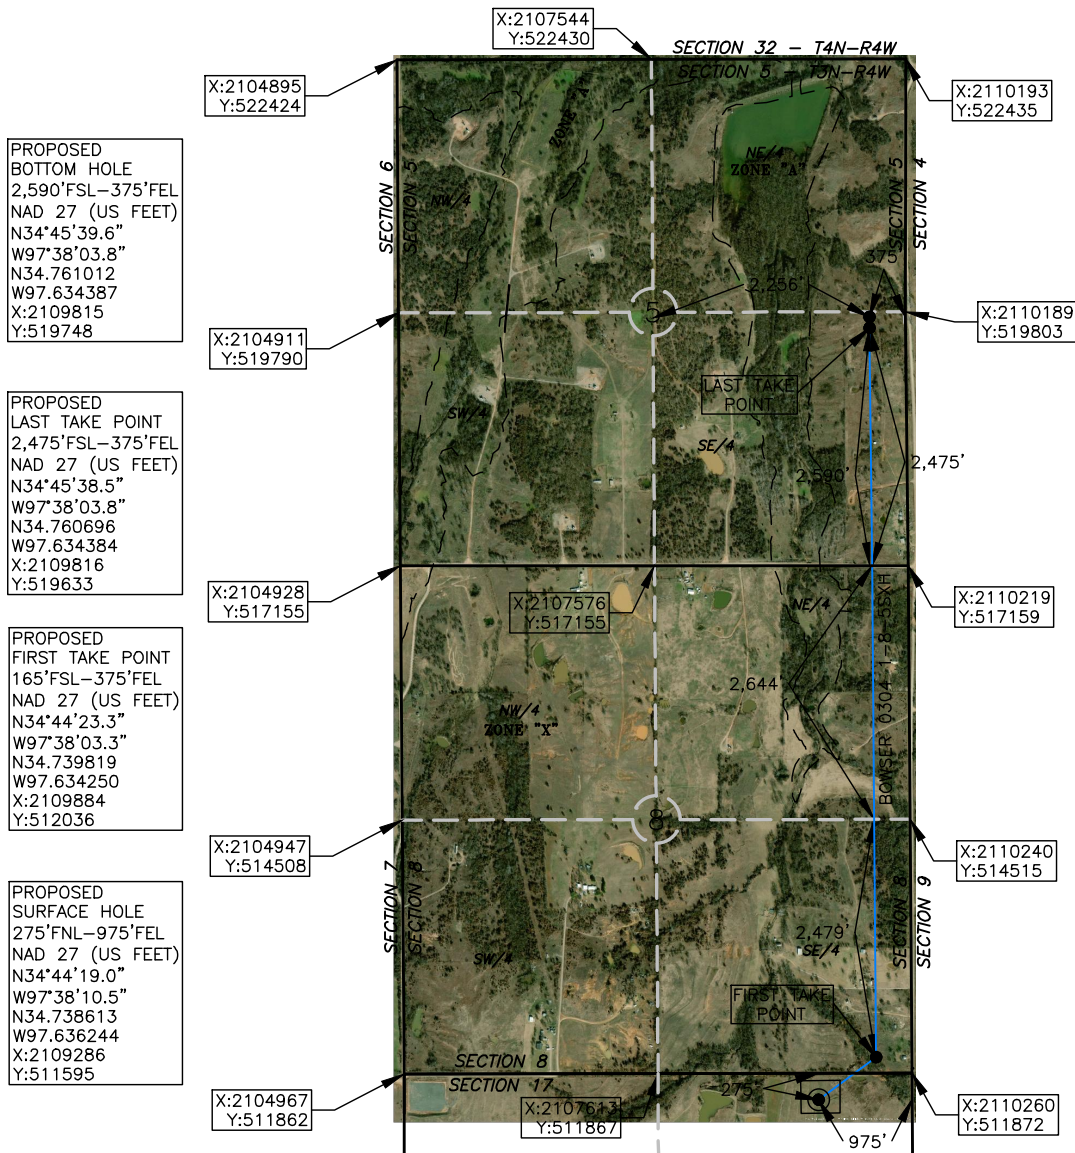 X:2107544
Y:522430
SECTION 32 – T4N–R4W
SECTION 5 – T3N–R4W
X:2104895
Y:522424
X:2110193
Y:522435
PROPOSED
BOTTOM HOLE
2,590'FSL–375'FEL
NAD 27 (US FEET)
N34°45'39.6"
W97°38'03.8"
N34.761012
W97.634387
X:2109815
Y:519748
SECTION 6
SECTION 5
ZONE "A"
NW/4
NE/4
ZONE "A"
SECTION 5
SECTION 4
375'
2,256'
5
X:2104911
Y:519790
X:2110189
Y:519803
PROPOSED
LAST TAKE POINT
2,475'FSL–375'FEL
NAD 27 (US FEET)
N34°45'38.5"
W97°38'03.8"
N34.760696
W97.634384
X:2109816
Y:519633
LAST TAKE
POINT
SW/4
SE/4
2,590'
2,475'
X:2104928
Y:517155
X:2107576
Y:517155
X:2110219
Y:517159
NE/4
BOWSER 0304 1–8–5SXH
PROPOSED
FIRST TAKE POINT
165'FSL–375'FEL
NAD 27 (US FEET)
N34°44'23.3"
W97°38'03.3"
N34.739819
W97.634250
X:2109884
Y:512036
2,644'
NW/4
ZONE "X"
8
X:2104947
Y:514508
X:2110240
Y:514515
SECTION 7
SECTION 8
SECTION 8
SECTION 9
PROPOSED
SURFACE HOLE
275'FNL–975'FEL
NAD 27 (US FEET)
N34°44'19.0"
W97°38'10.5"
N34.738613
W97.636244
X:2109286
Y:511595
2,479'
SE/4
SW/4
FIRST TAKE
POINT
SECTION 8
SECTION 17
275'
X:2104967
Y:511862
X:2107613
Y:511867
X:2110260
Y:511872
975'